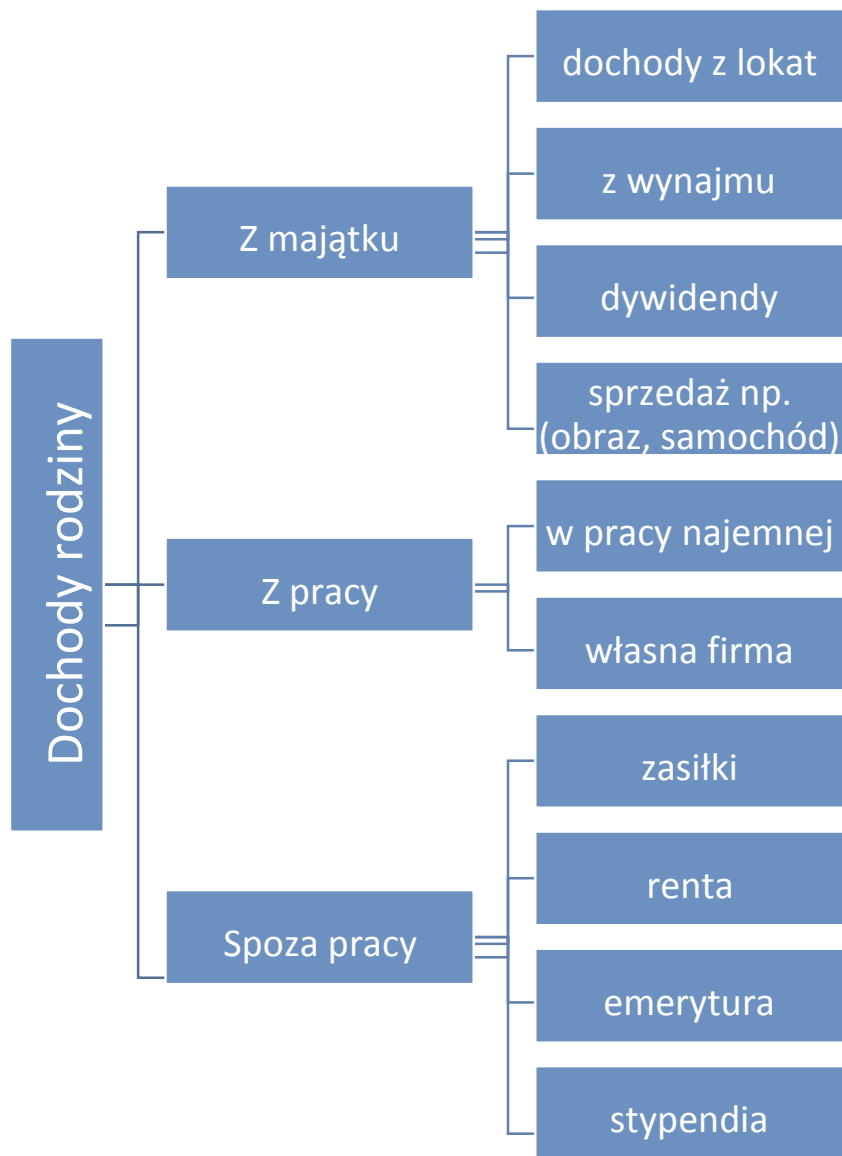 Dochody rodziny
Z majątku
dochody z lokat
z wynajmu
dywidendy
sprzedaż np.
(obraz, samochód)
Z pracy
w pracy najemnej
własna firma
Spoza pracy
zasiłki
renta
emerytura
stypendia